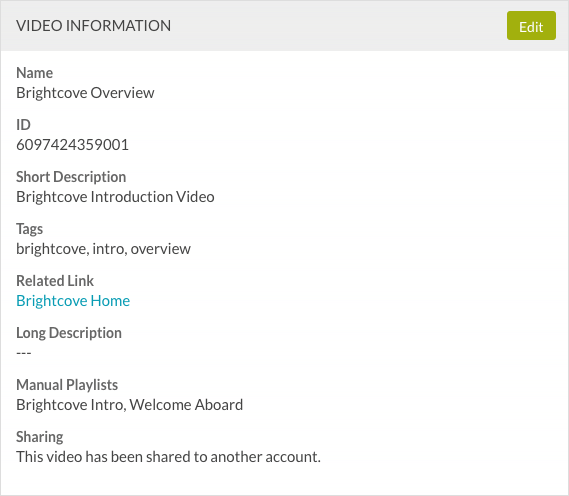 VIDEO INFORMATION
Edit
Name
Brightcove Overview
ID
6097424359001
Short Description
Brightcove Introduction Video
Tags
brightcove, intro, overview
Related Link
Brightcove Home
Long Description
---
Manual Playlists
Brightcove Intro, Welcome Aboard
Sharing
This video has been shared to another account.